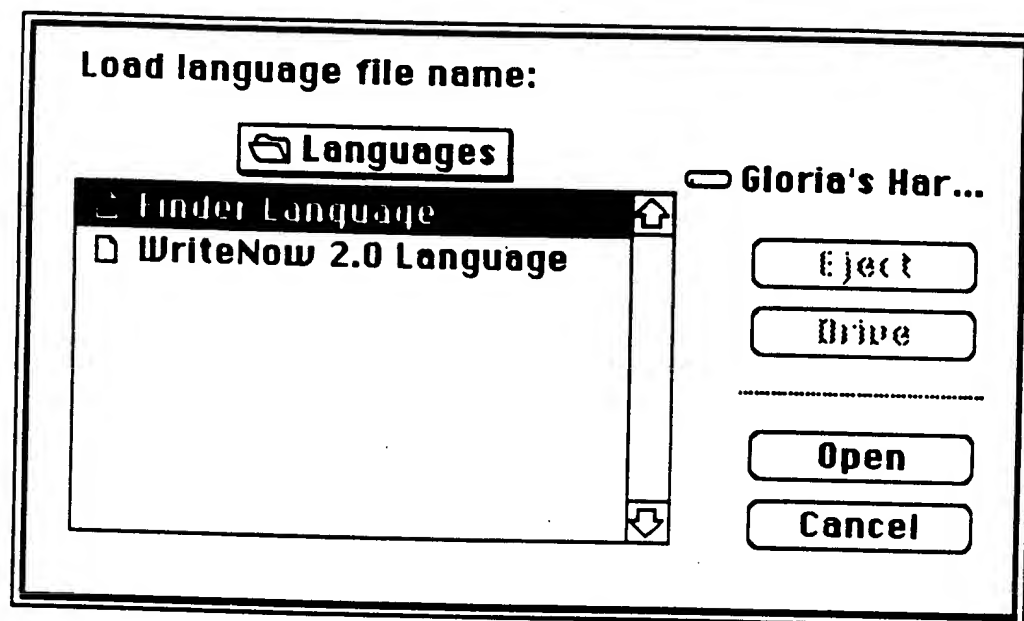 Load language file name:
Languages
Gloria's Har...
Finder Language
WriteNow 2.0 Language
Eject
Drive
Open
Cancel